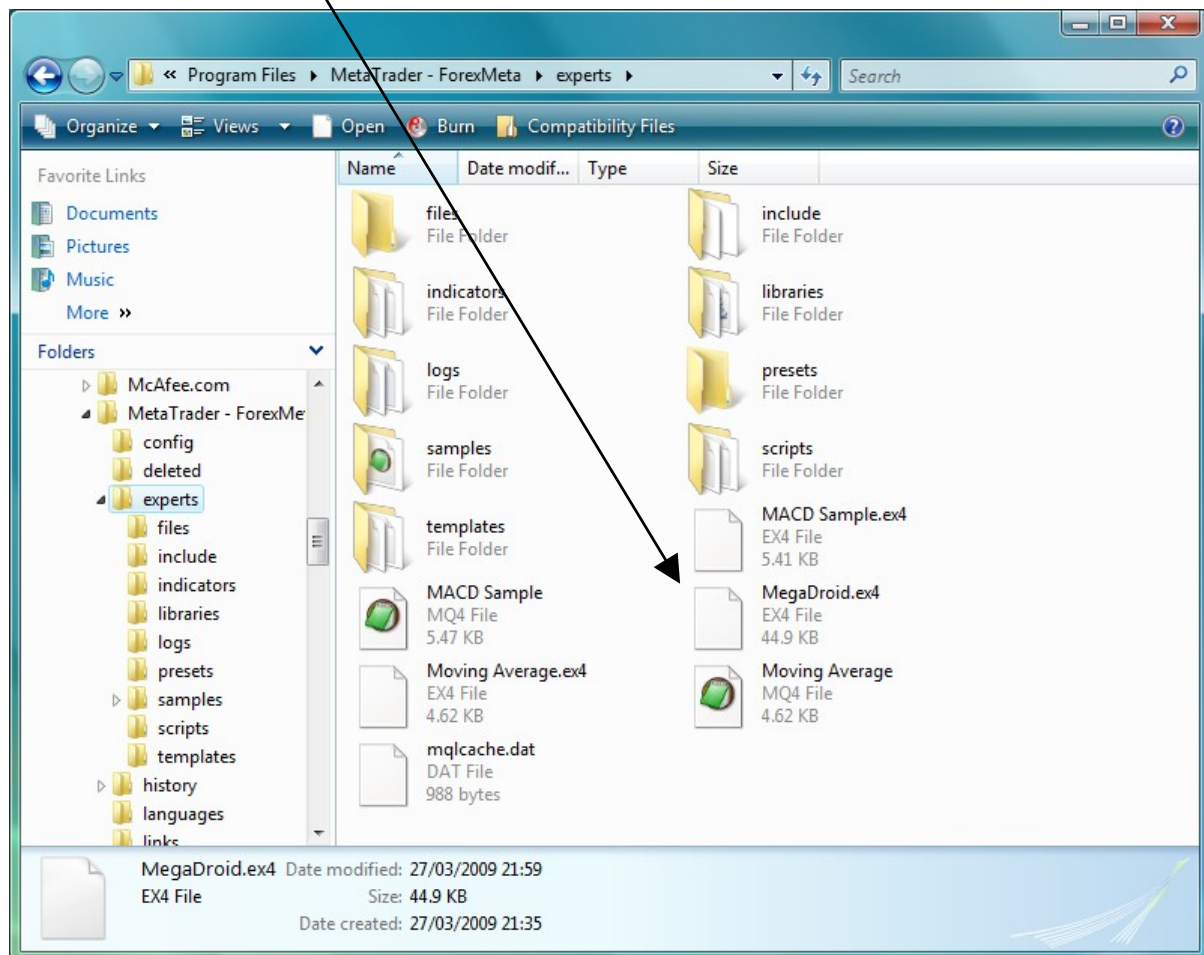 « Program Files MetaTrader - ForexMeta experts Search
Organize Views Open Burn Compatibility Files
Favorite Links
Documents
Pictures
Music
More »
Folders
McAfee.com
MetaTrader - ForexMe
config
deleted
experts
files
include
indicators
libraries
logs
presets
samples
scripts
templates
history
languages
links
Name Date modif... Type Size
files
File Folder
include
File Folder
indicators
File Folder
libraries
File Folder
logs
File Folder
presets
File Folder
samples
File Folder
scripts
File Folder
templates
File Folder
MACD Sample.ex4
EX4 File
5.41 KB
MACD Sample
MQ4 File
5.47 KB
MegaDroid.ex4
EX4 File
44.9 KB
Moving Average.ex4
EX4 File
4.62 KB
Moving Average
MQ4 File
4.62 KB
mqlcache.dat
DAT File
988 bytes
MegaDroid.ex4 Date modified: 27/03/2009 21:59
EX4 File Size: 44.9 KB
Date created: 27/03/2009 21:35